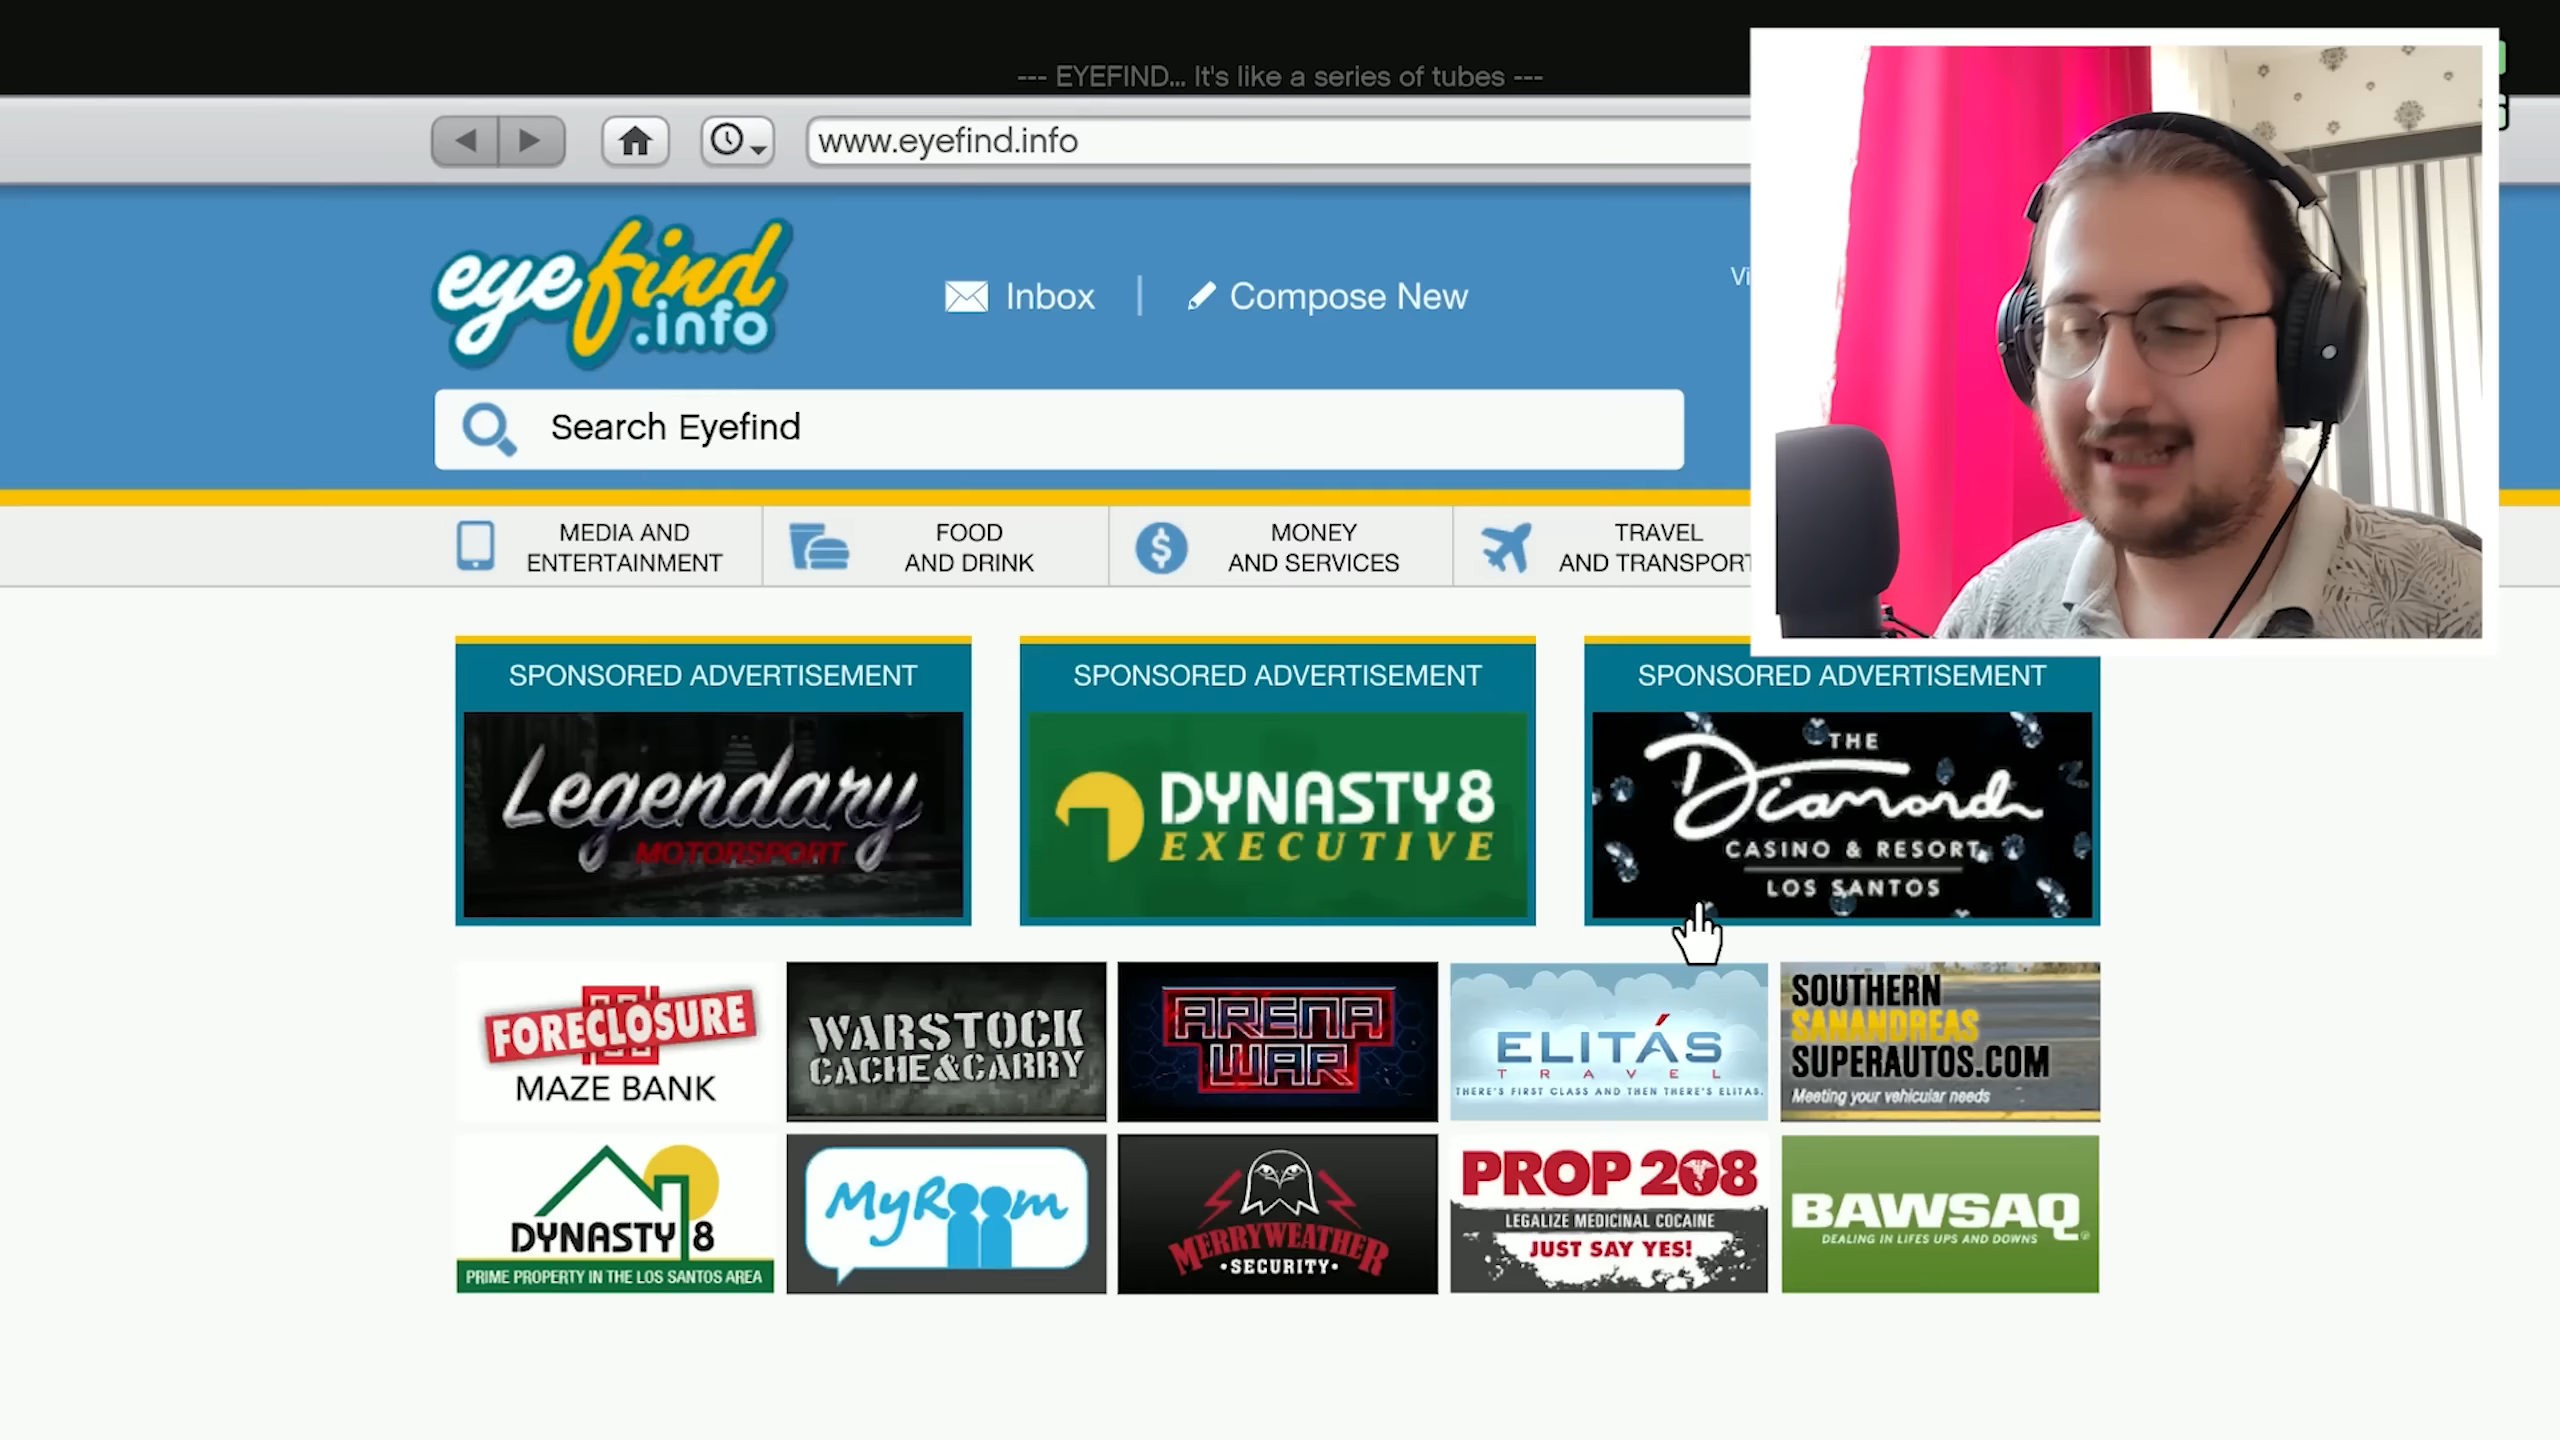 --- EYEFIND... It's like a series of tubes ---
www.eyefind.info
eyefind
.info
Inbox
Compose New
Vi
Search Eyefind
MEDIA AND
ENTERTAINMENT
FOOD
AND DRINK
MONEY
AND SERVICES
TRAVEL
AND TRANSPORT
SPONSORED ADVERTISEMENT
Legendary
MOTORSPORT
SPONSORED ADVERTISEMENT
DYNASTY8
EXECUTIVE
SPONSORED ADVERTISEMENT
THE
Diamond
CASINO & RESORT
LOS SANTOS
FORECLOSURE
MAZE BANK
WARSTOCK
CACHE&CARRY
ARENA
WAR
ELITÁS
TRAVEL
THERE'S FIRST CLASS AND THEN THERE'S ELITAS.
SOUTHERN
SANANDREAS
SUPERAUTOS.COM
Meeting your vehicular needs
DYNASTY 8
PRIME PROPERTY IN THE LOS SANTOS AREA
MyRoom
MERRYWEATHER
•SECURITY•
PROP 208
LEGALIZE MEDICINAL COCAINE
JUST SAY YES!
BAWSAQ
DEALING IN LIFES UPS AND DOWNS